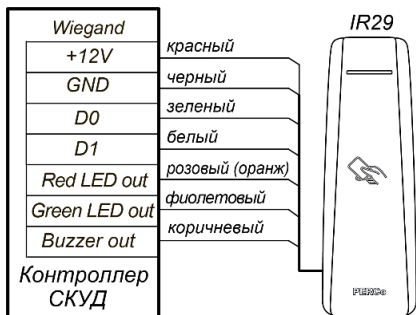 Wiegand
IR29
+12V
красный
GND
черный
D0
зеленый
D1
белый
Red LED out
розовый (оранж)
Green LED out
фиолетовый
Buzzer out
коричневый
Контроллер
СКУД
PERCo